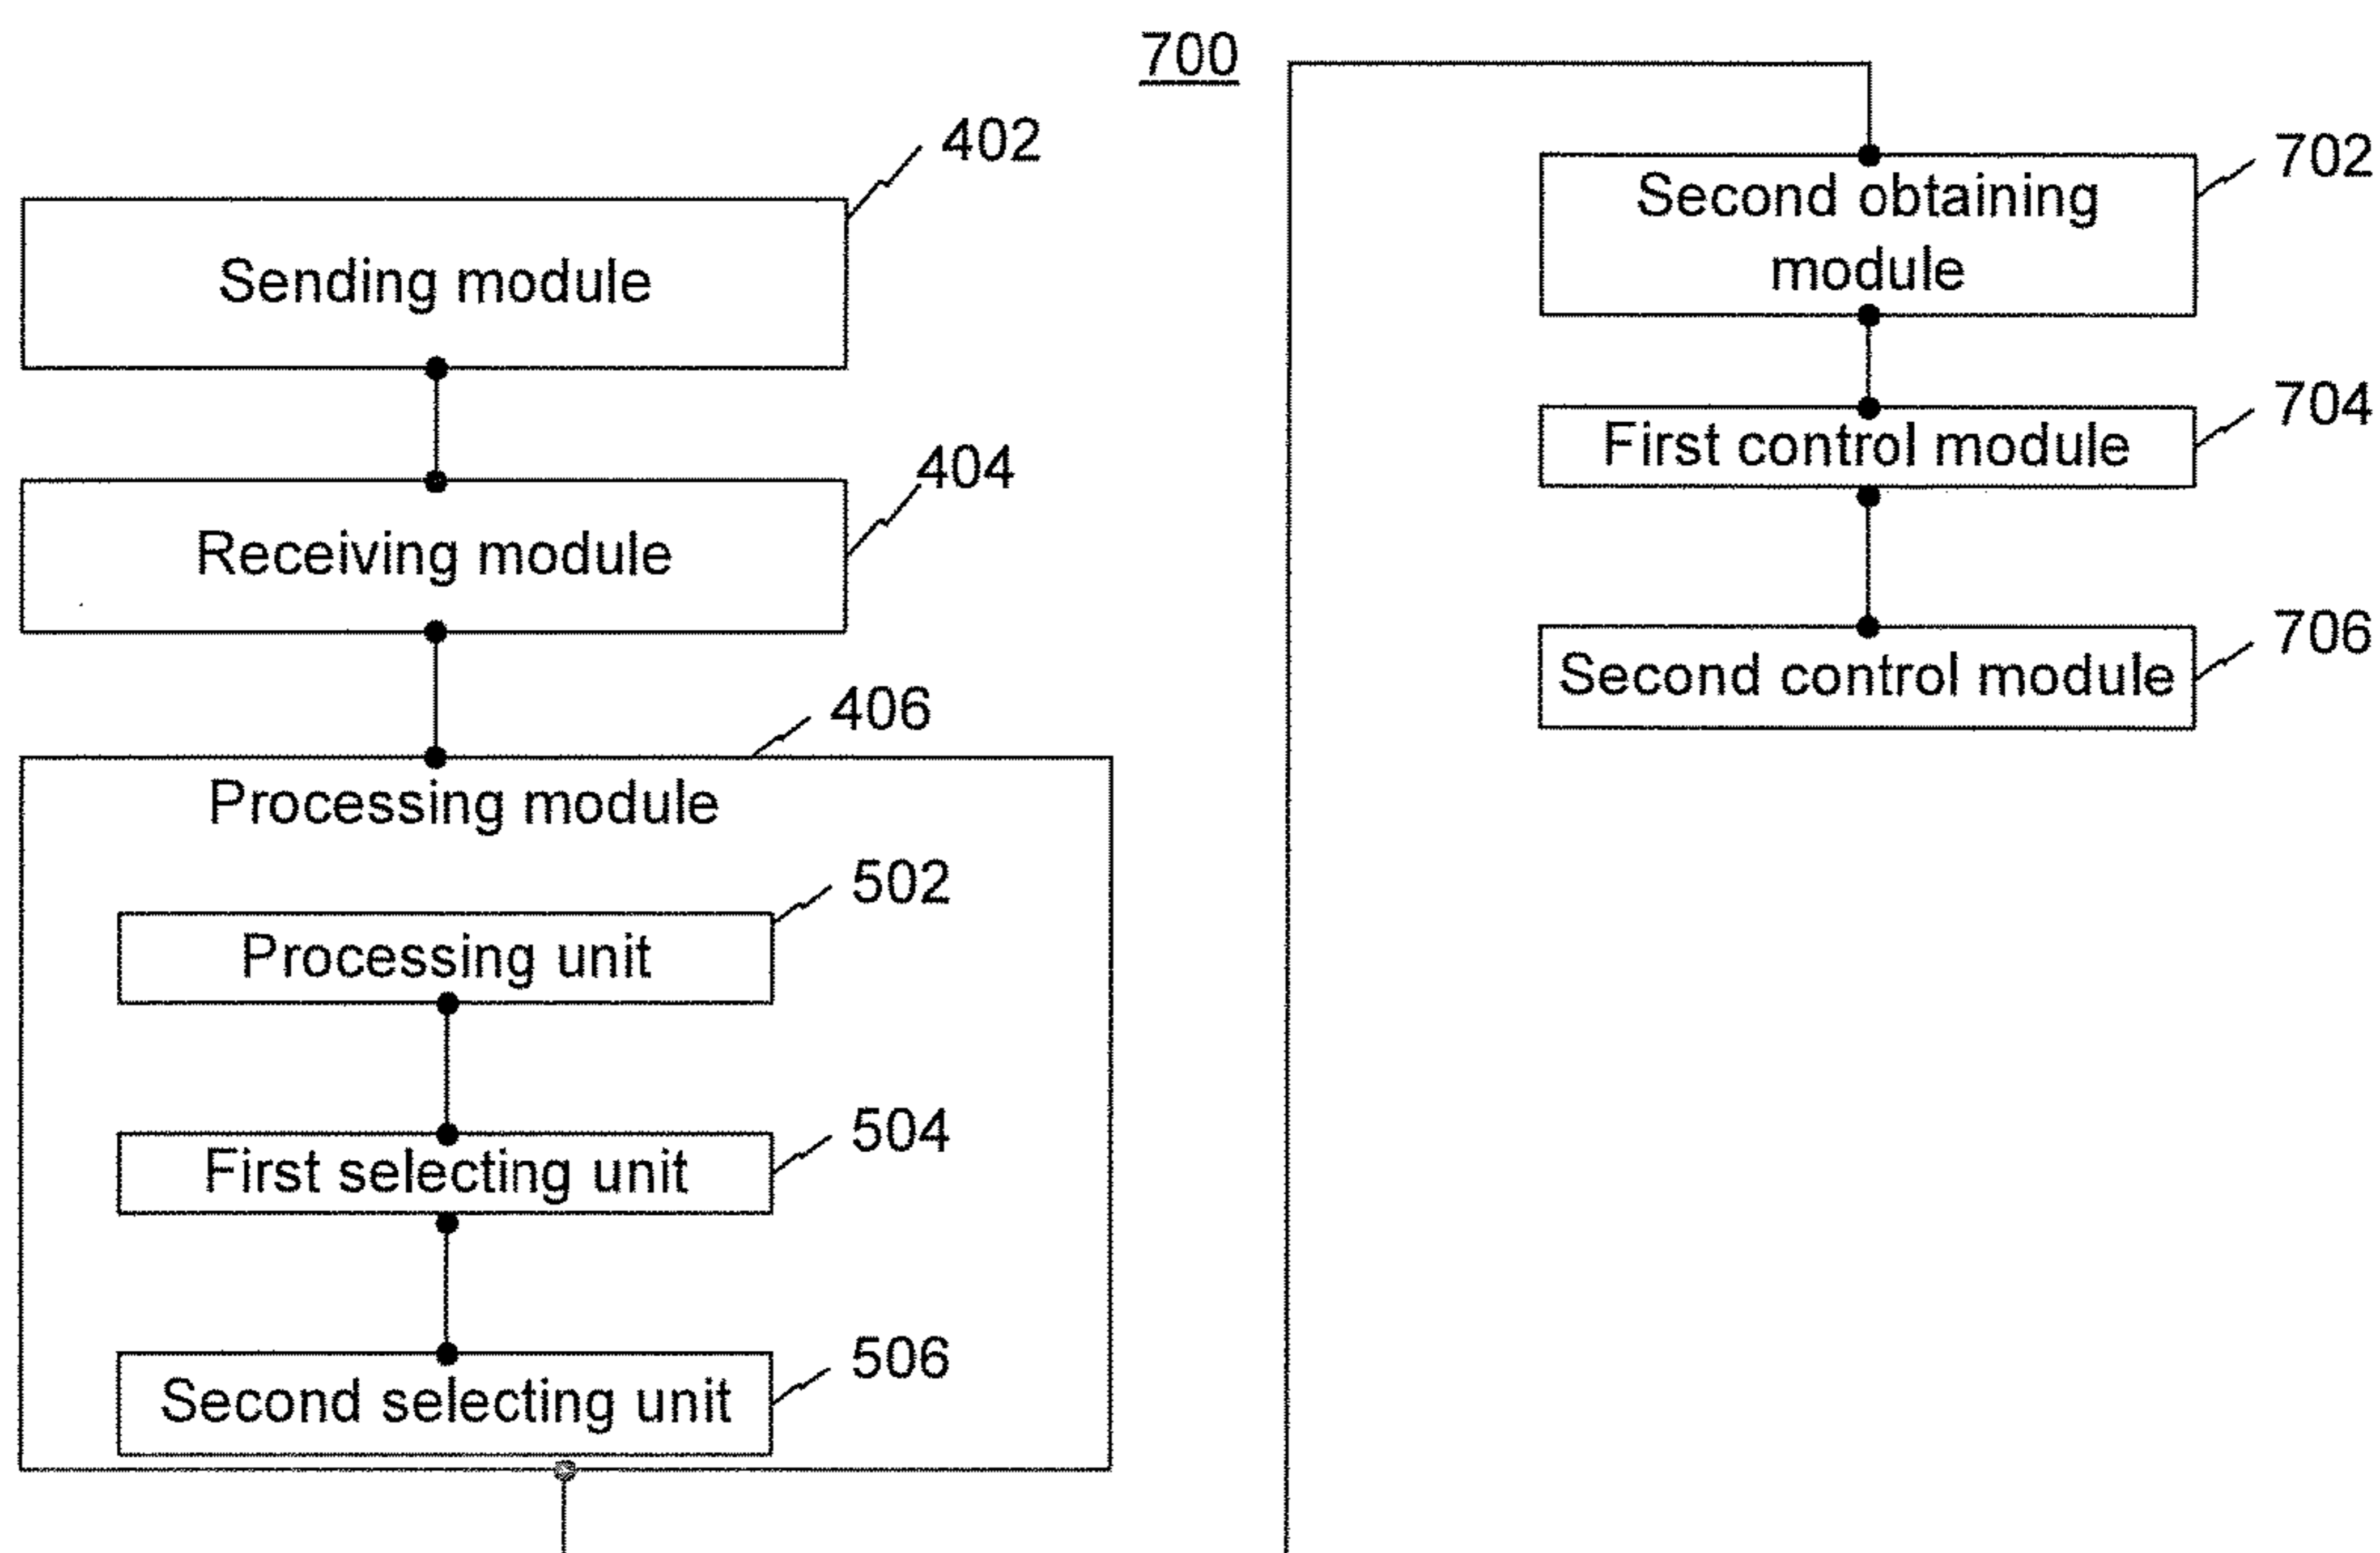 700
402
Sending module
404
Receiving module
406
Processing module
502
Processing unit
504
First selecting unit
506
Second selecting unit
702
Second obtaining
module
704
First control module
706
Second control module